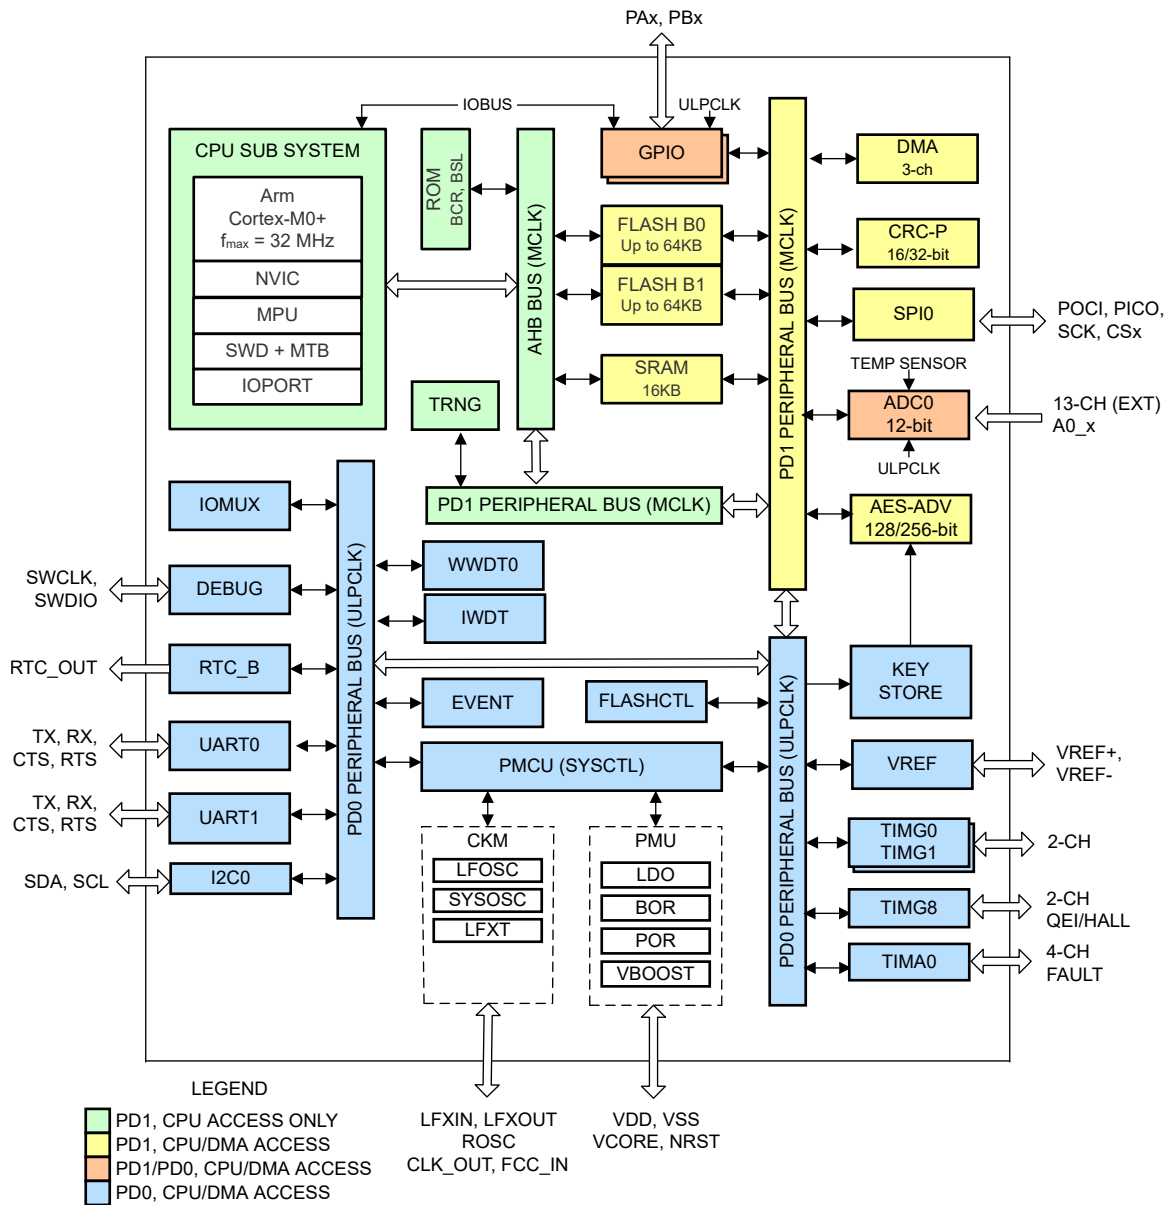 PAx, PBx
IOBUS
ULPCLK
CPU SUB SYSTEM
Arm
Cortex-M0+
fmax = 32 MHz
NVIC
MPU
SWD + MTB
IOPORT
ROM
BCR, BSL
AHB BUS (MCLK)
GPIO
FLASH B0
Up to 64KB
FLASH B1
Up to 64KB
SRAM
16KB
TRNG
PD1 PERIPHERAL BUS (MCLK)
PD1 PERIPHERAL BUS (MCLK)
DMA
3-ch
CRC-P
16/32-bit
SPI0
POCI, PICO,
SCK, CSx
TEMP SENSOR
ADC0
12-bit
ULPCLK
13-CH (EXT)
A0_x
AES-ADV
128/256-bit
IOMUX
SWCLK,
SWDIO
DEBUG
RTC_OUT
RTC_B
TX, RX,
CTS, RTS
UART0
TX, RX,
CTS, RTS
UART1
SDA, SCL
I2C0
PD0 PERIPHERAL BUS (ULPCLK)
WWDT0
IWDT
EVENT
FLASHCTL
PMCU (SYSCTL)
CKM
LFOSC
SYSOSC
LFXT
PMU
LDO
BOR
POR
VBOOST
PD0 PERIPHERAL BUS (ULPCLK)
KEY
STORE
VREF
VREF+,
VREF-
TIMG0
TIMG1
2-CH
TIMG8
2-CH
QEI/HALL
TIMA0
4-CH
FAULT
LFXIN, LFXOUT
ROSC
CLK_OUT, FCC_IN
VDD, VSS
VCORE, NRST
LEGEND
PD1, CPU ACCESS ONLY
PD1, CPU/DMA ACCESS
PD1/PD0, CPU/DMA ACCESS
PD0, CPU/DMA ACCESS